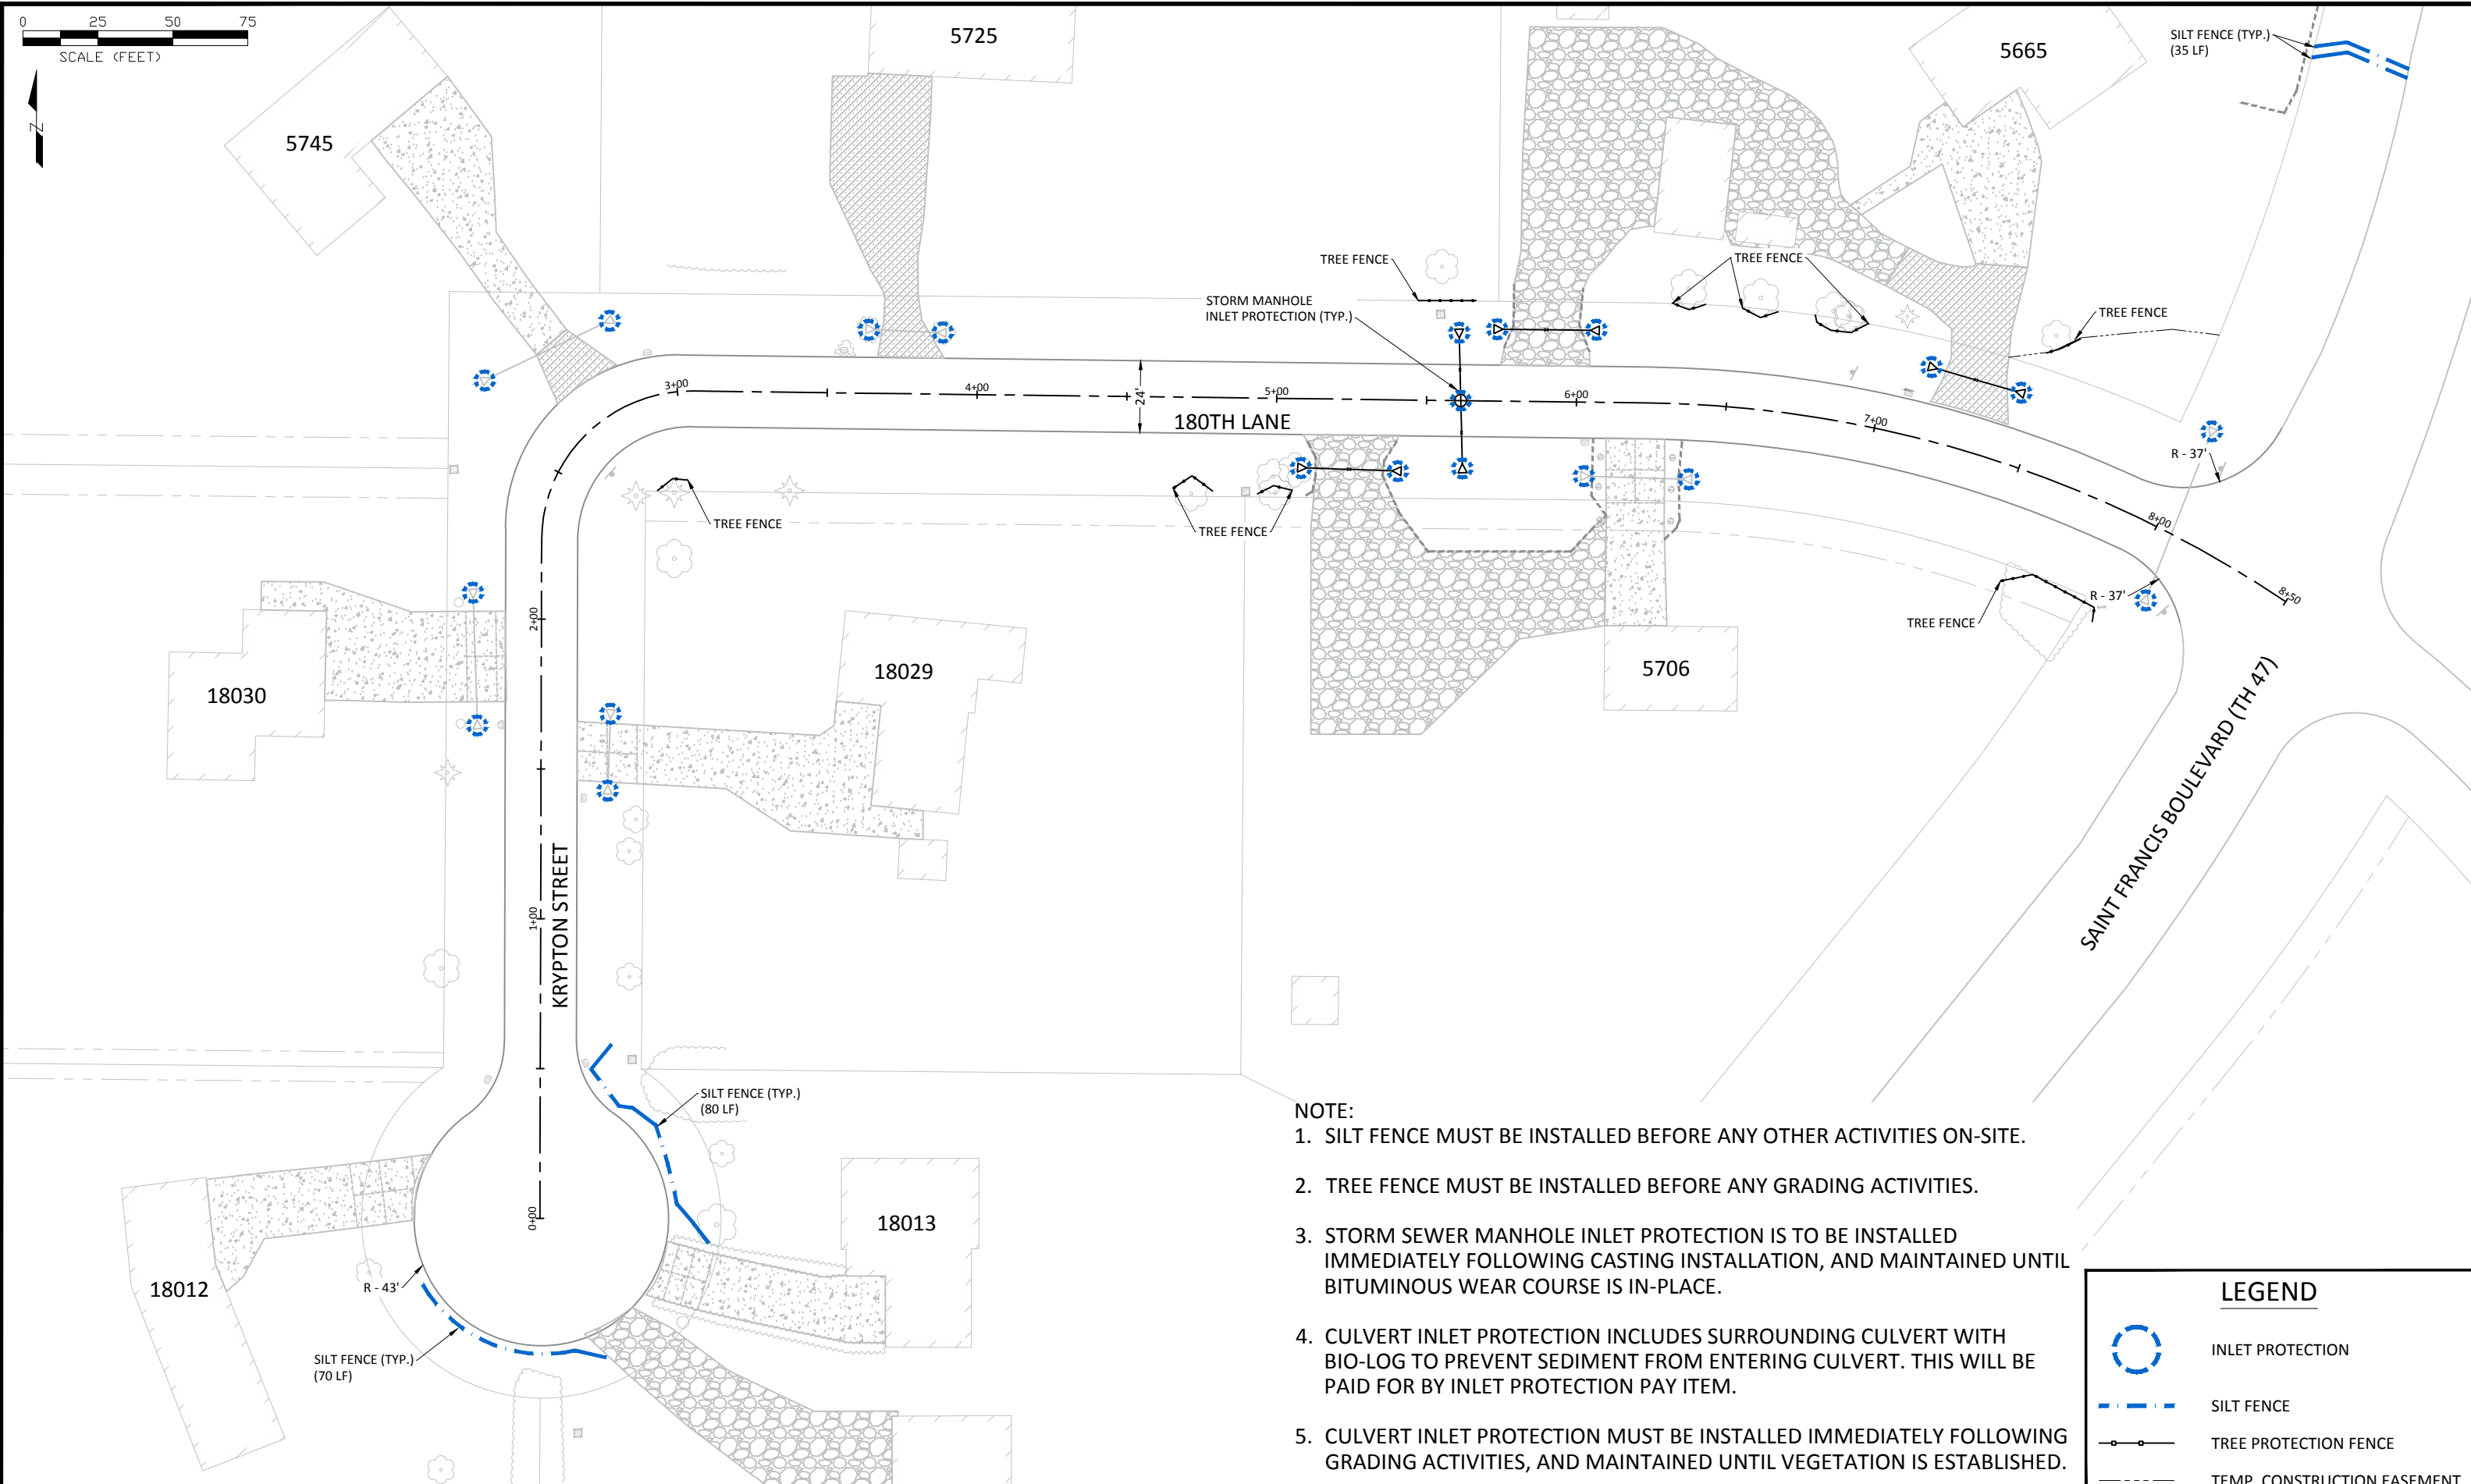 0 25 50 75
SCALE (FEET)
N
5745
5725
5665
SILT FENCE (TYP.)
(35 LF)
TREE FENCE
STORM MANHOLE
INLET PROTECTION (TYP.)
TREE FENCE
TREE FENCE
3+00
4+00
24'
5+00
6+00
7+00
8+00
8+50
180TH LANE
R - 37'
R - 37'
TREE FENCE
TREE FENCE
TREE FENCE
2+00
18030
18029
5706
SAINT FRANCIS BOULEVARD (TH 47)
KRYPTON STREET
1+00
SILT FENCE (TYP.)
(80 LF)
0+00
18013
18012
R - 43'
SILT FENCE (TYP.)
(70 LF)
NOTE:
1. SILT FENCE MUST BE INSTALLED BEFORE ANY OTHER ACTIVITIES ON-SITE.
2. TREE FENCE MUST BE INSTALLED BEFORE ANY GRADING ACTIVITIES.
3. STORM SEWER MANHOLE INLET PROTECTION IS TO BE INSTALLED
IMMEDIATELY FOLLOWING CASTING INSTALLATION, AND MAINTAINED UNTIL
BITUMINOUS WEAR COURSE IS IN-PLACE.
4. CULVERT INLET PROTECTION INCLUDES SURROUNDING CULVERT WITH
BIO-LOG TO PREVENT SEDIMENT FROM ENTERING CULVERT. THIS WILL BE
PAID FOR BY INLET PROTECTION PAY ITEM.
5. CULVERT INLET PROTECTION MUST BE INSTALLED IMMEDIATELY FOLLOWING
GRADING ACTIVITIES, AND MAINTAINED UNTIL VEGETATION IS ESTABLISHED.
LEGEND
INLET PROTECTION
SILT FENCE
TREE PROTECTION FENCE
TEMP. CONSTRUCTION EASEMENT